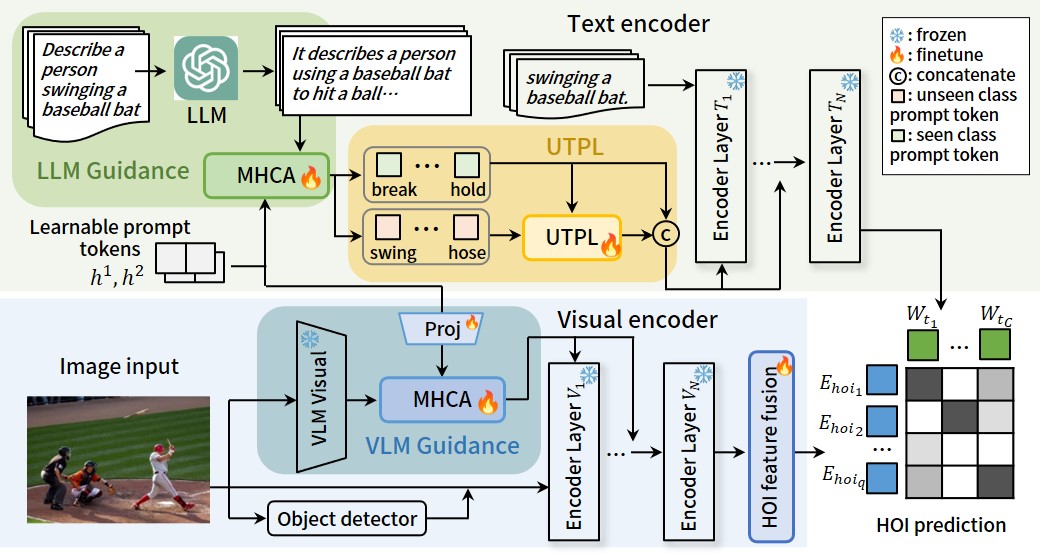 Describe a
person
swinging a
baseball bat
LLM
It describes a person
using a baseball bat
to hit a ball…
LLM Guidance
MHCA
Learnable prompt
tokens
h¹, h²
Text encoder
swinging a
baseball bat.
UTPL
break … hold
swing … hose
UTPL
C
Encoder Layer T₁
...
Encoder Layer T_N
: frozen
: finetune
C : concatenate
: unseen class
prompt token
: seen class
prompt token
Image input
VLM Visual
Proj
MHCA
VLM Guidance
Object detector
Visual encoder
Encoder Layer V₁
...
Encoder Layer V_N
HOI feature fusion
W_{t_1} ... W_{t_C}
E_{hoi_1}
E_{hoi_2}
...
E_{hoi_q}
HOI prediction